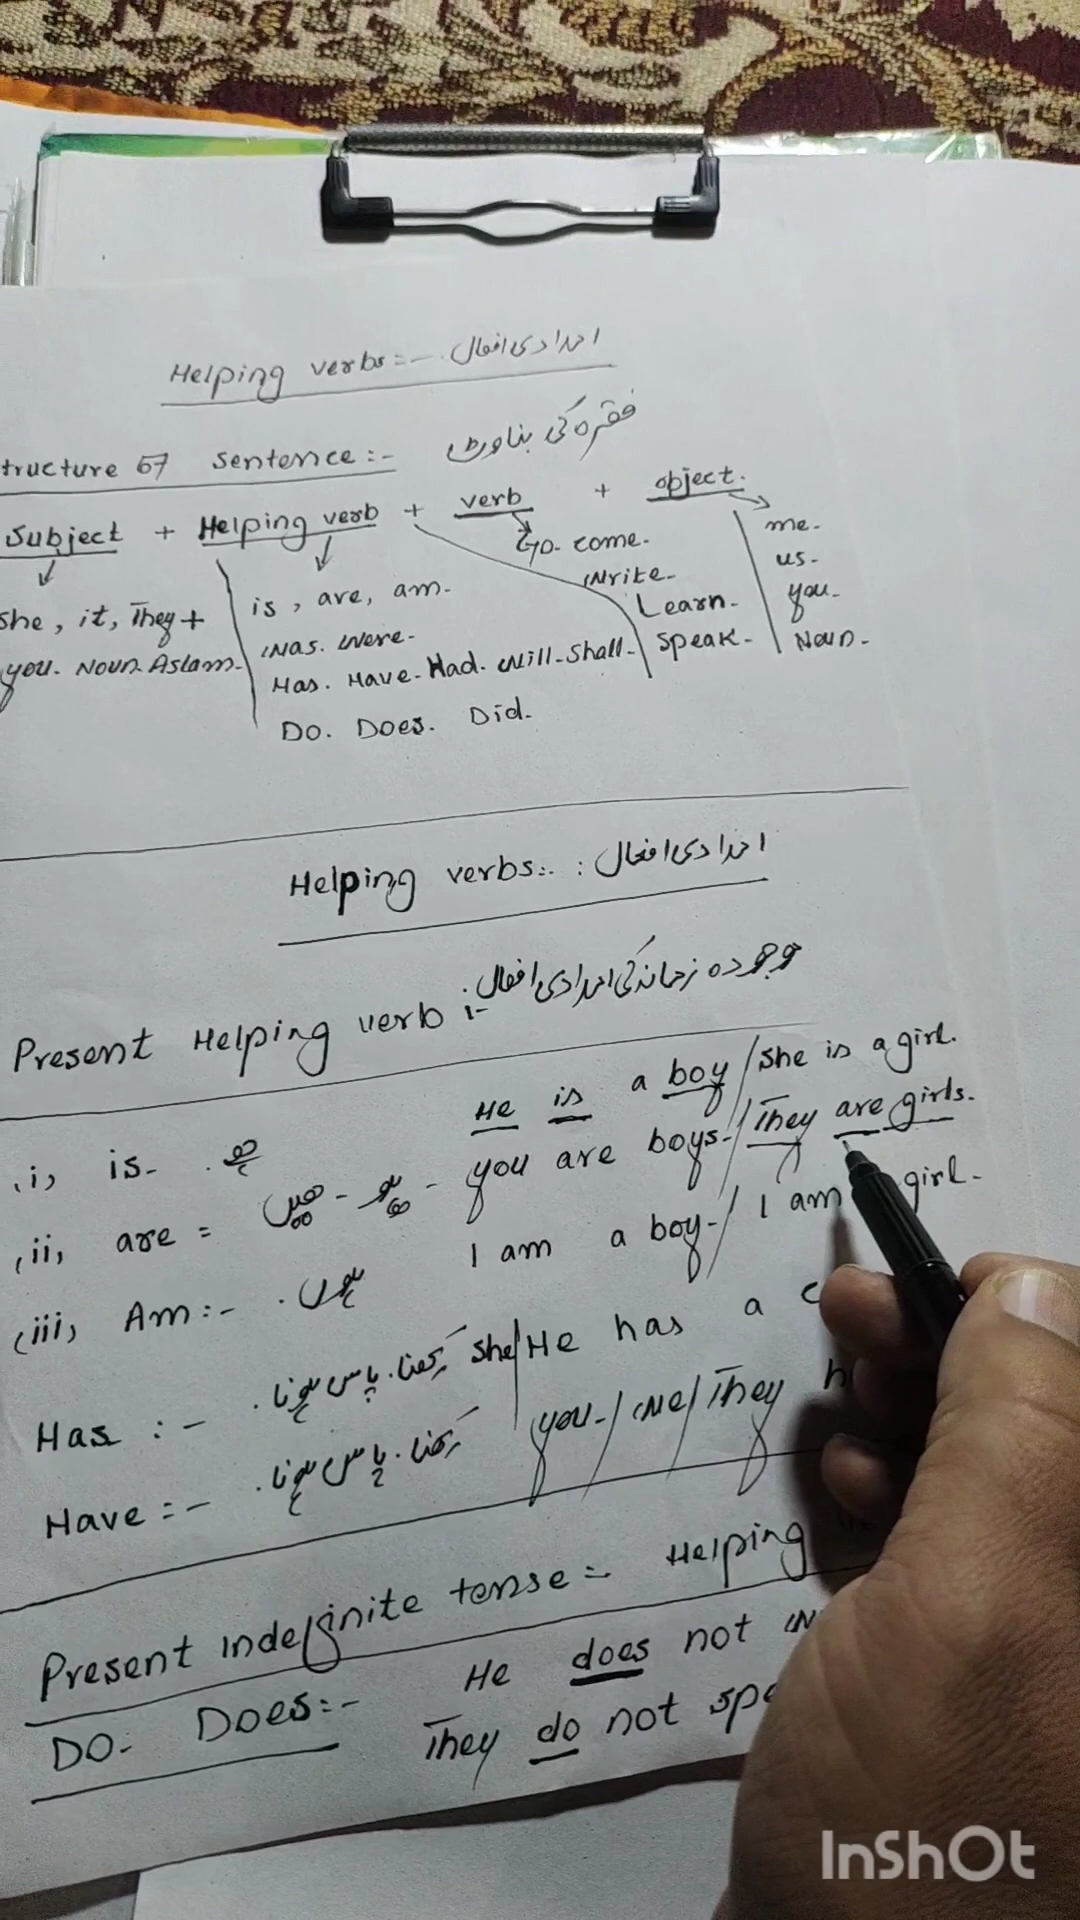 Helping verbs:- امدادی افعال
tructure of sentence:- فقرہ کی بناوٹ
Subject + Helping verb + verb + object.
she, it, They +
you. Noun. Aslam.
is, are, am.
Was. Were.
Has. Have. Had. Will. Shall.
Do. Does. Did.
Go. come.
Write.
Learn.
Speak.
me.
us.
you.
Noun.
Helping verbs:. : امدادی افعال
Present Helping verb :- موجودہ زمانہ کی امدادی افعال
(i) is- ہے. He is a boy / She is a girl.
(ii) are = ہیں - ہو - you are boys- / They are girls.
(iii) Am:- ہوں. I am a boy- / I am girl.
Has :- رکھنا. پاس ہونا. She/He has a
Have :- رکھنا. پاس ہونا. you / We / They
Present indefinite tense:- Helping
DO. Does:- He does not
They do not
InShOt